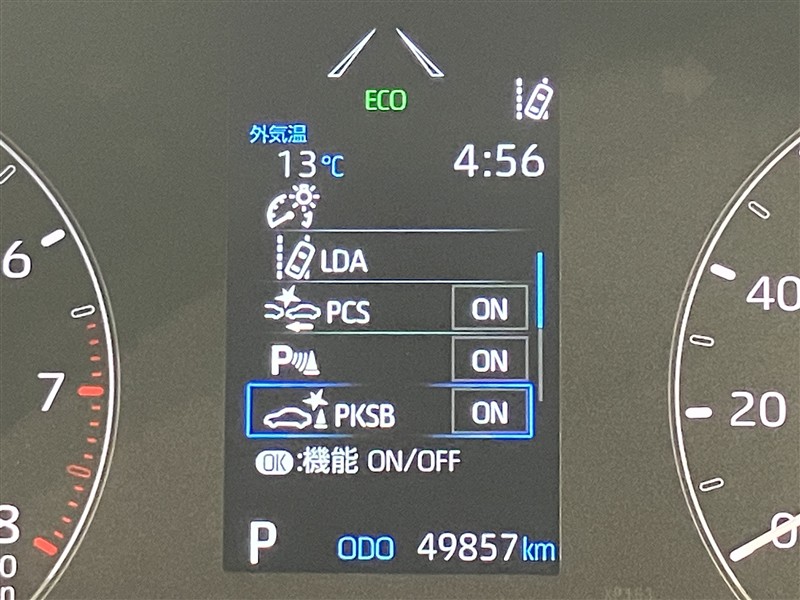 ECO
外気温
13℃ 4:56
LDA
PCS ON
P ON
PKSB ON
OK:機能 ON/OFF
P ODO 49857km
6
7
8
40
20
0